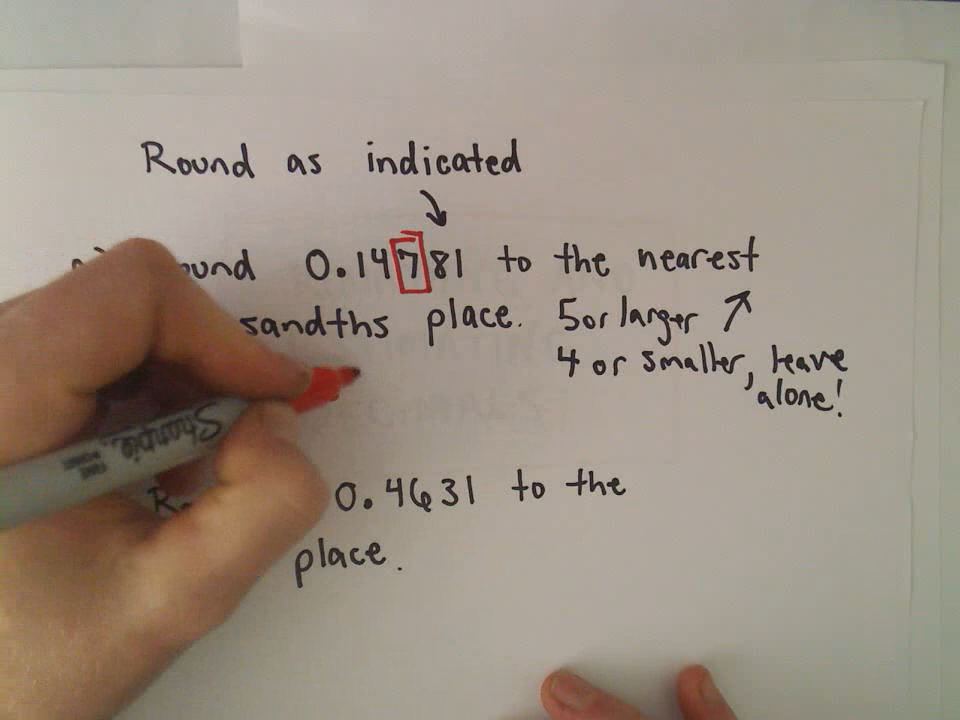 Round as indicated
ound 0.14781 to the nearest
sandths place. 5 or larger
4 or smaller, leave
alone!
Sharpie
0.4631 to the
place.